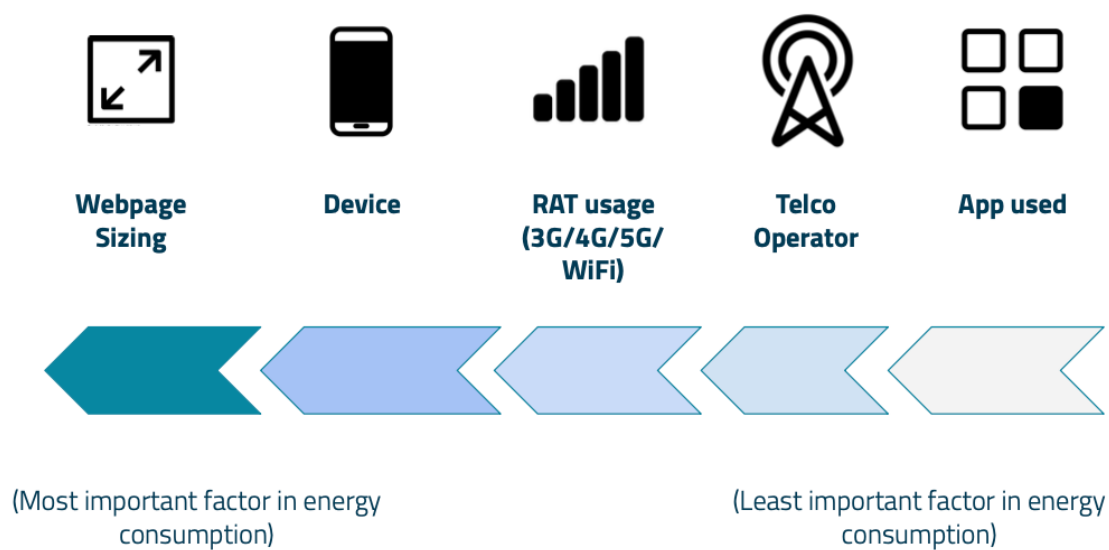 Webpage
Sizing
Device
RAT usage
(3G/4G/5G/
WiFi)
Telco
Operator
App used
(Most important factor in energy
consumption)
(Least important factor in energy
consumption)